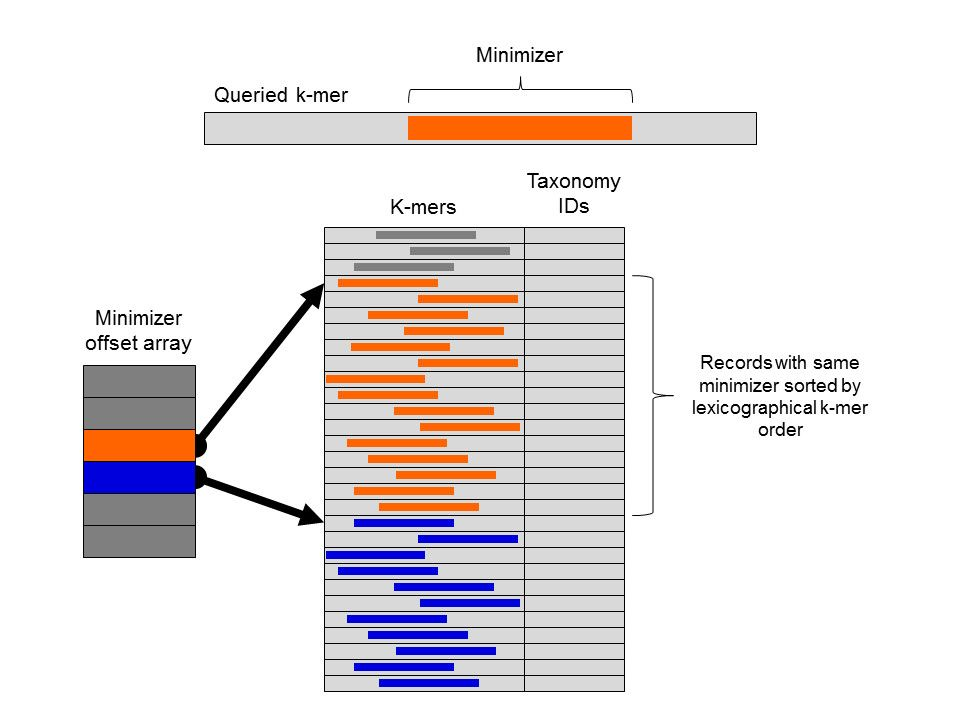 Minimizer
Queried k-mer
Taxonomy
IDs
K-mers
Minimizer
offset array
Records with same
minimizer sorted by
lexicographical k-mer
order